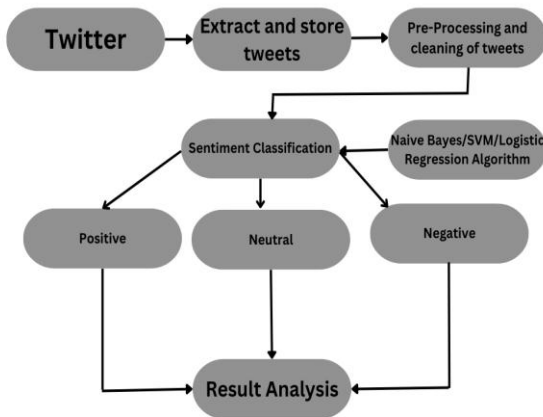 Twitter
Extract and store
tweets
Pre-Processing and
cleaning of tweets
Sentiment Classification
Naive Bayes/SVM/Logistic
Regression Algorithm
Positive
Neutral
Negative
Result Analysis